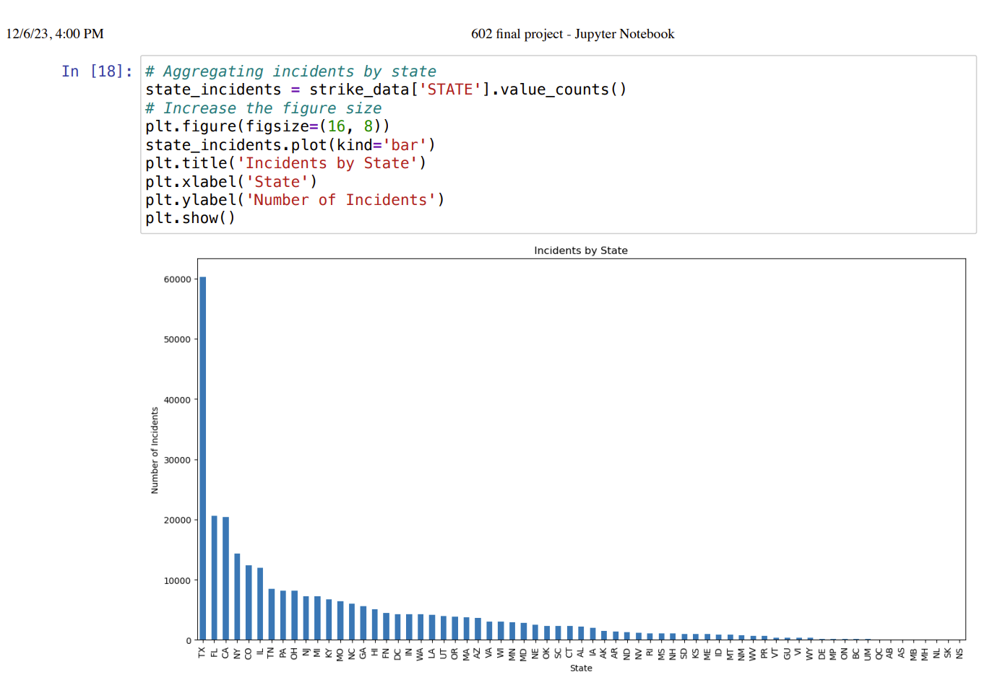 12/6/23, 4:00 PM
602 final project - Jupyter Notebook
In [18]:
# Aggregating incidents by state
state_incidents = strike_data['STATE'].value_counts()
# Increase the figure size
plt.figure(figsize=(16, 8))
state_incidents.plot(kind='bar')
plt.title('Incidents by State')
plt.xlabel('State')
plt.ylabel('Number of Incidents')
plt.show()
Incidents by State
60000
50000
40000
30000
20000
10000
0
Number of Incidents
TX FL CA NY CO IL TN PA OH NJ MI KY MO NC GA HI FN DC IN WA LA UT OR MA AZ VA WI MN MD NE OK SC CT AL IA AK AR ND NV RI MS NH SD KS ME ID MT NM WV PR VT GU VI WY DE MP ON BC UM QC AB AS MB MH NL SK NS
State